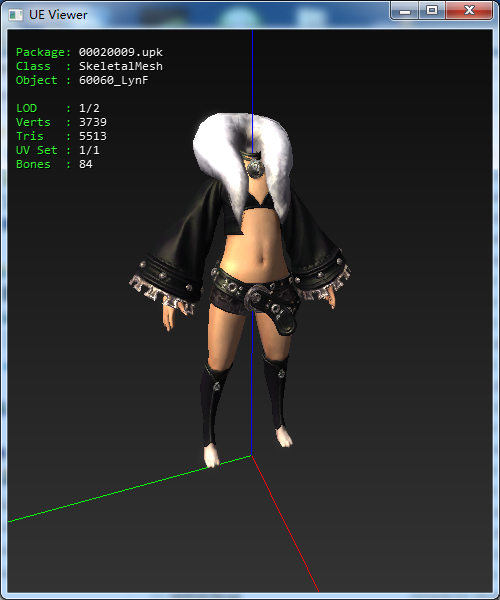 UE Viewer
Package: 00020009.upk
Class : SkeletalMesh
Object : 60060_LynF
LOD : 1/2
Verts : 3739
Tris : 5513
UV Set : 1/1
Bones : 84